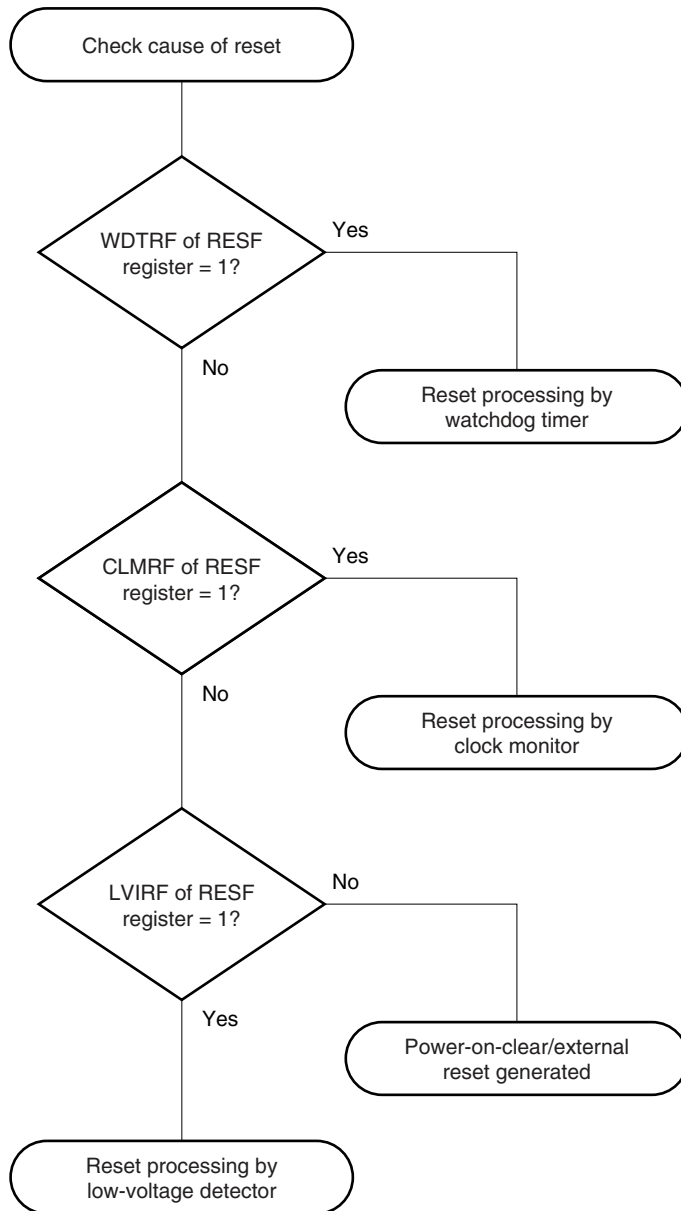 Check cause of reset
WDTRF of RESF
register = 1?
Yes
No
Reset processing by
watchdog timer
CLMRF of RESF
register = 1?
Yes
No
Reset processing by
clock monitor
LVIRF of RESF
register = 1?
No
Yes
Power-on-clear/external
reset generated
Reset processing by
low-voltage detector